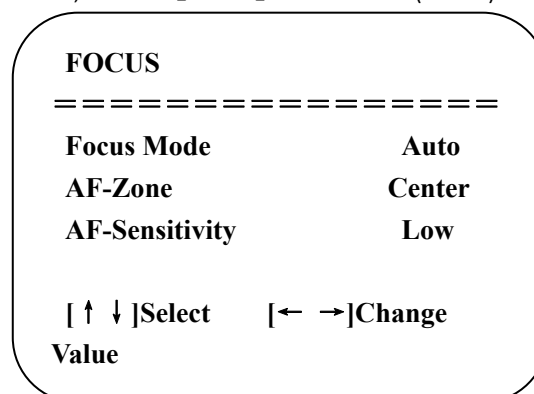 FOCUS
==================
Focus Mode Auto
AF-Zone Center
AF-Sensitivity Low
[↑ ↓]Select [← →]Change
Value